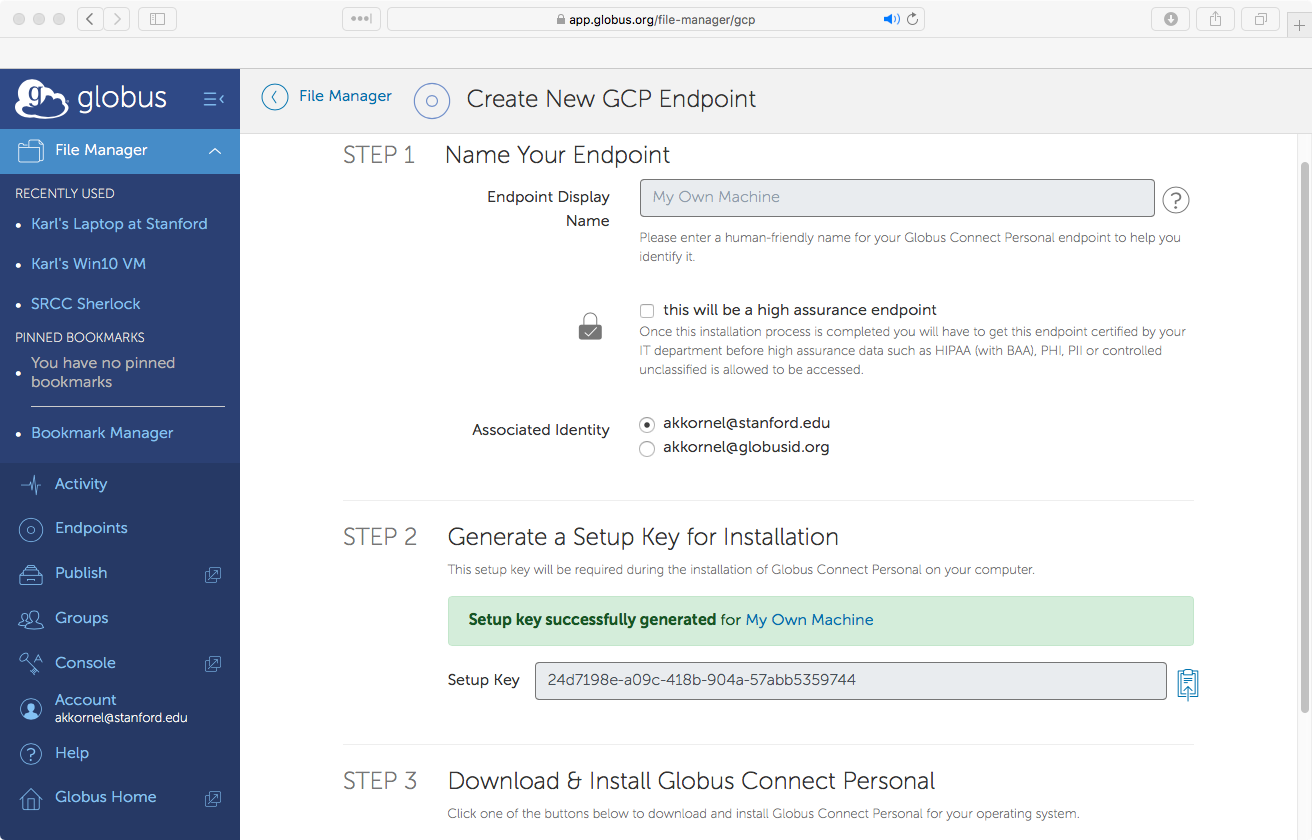 app.globus.org/file-manager/gcp
globus
File Manager
RECENTLY USED
Karl's Laptop at Stanford
Karl's Win10 VM
SRCC Sherlock
PINNED BOOKMARKS
You have no pinned
bookmarks
Bookmark Manager
Activity
Endpoints
Publish
Groups
Console
Account
akkornel@stanford.edu
Help
Globus Home
File Manager
Create New GCP Endpoint
STEP 1 Name Your Endpoint
Endpoint Display
Name
My Own Machine
?
Please enter a human-friendly name for your Globus Connect Personal endpoint to help you
identify it.
this will be a high assurance endpoint
Once this installation process is completed you will have to get this endpoint certified by your
IT department before high assurance data such as HIPAA (with BAA), PHI, PII or controlled
unclassified is allowed to be accessed.
Associated Identity
akkornel@stanford.edu
akkornel@globusid.org
STEP 2 Generate a Setup Key for Installation
This setup key will be required during the installation of Globus Connect Personal on your computer.
Setup key successfully generated for My Own Machine
Setup Key 24d7198e-a09c-418b-904a-57abb5359744
STEP 3 Download & Install Globus Connect Personal
Click one of the buttons below to download and install Globus Connect Personal for your operating system.